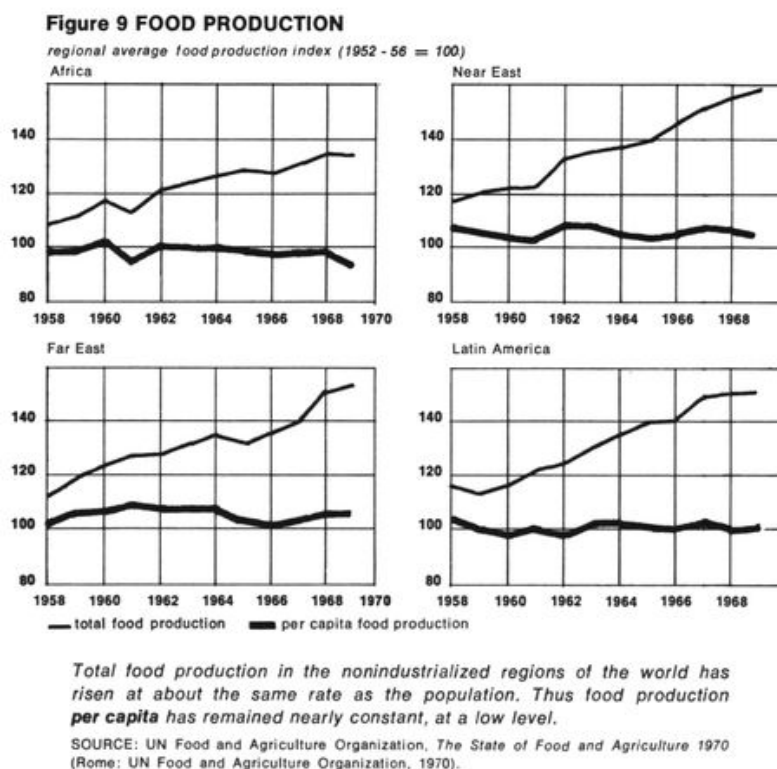 Figure 9 FOOD PRODUCTION
regional average food production index (1952 - 56 = 100)
Africa
140
120
100
80
1958 1960 1962 1964 1966 1968 1970
Near East
140
120
100
80
1958 1960 1962 1964 1966 1968
Far East
140
120
100
80
1958 1960 1962 1964 1966 1968 1970
Latin America
140
120
100
80
1958 1960 1962 1964 1966 1968
total food production per capita food production
Total food production in the nonindustrialized regions of the world has
risen at about the same rate as the population. Thus food production
per capita has remained nearly constant, at a low level.
SOURCE: UN Food and Agriculture Organization, The State of Food and Agriculture 1970
(Rome: UN Food and Agriculture Organization, 1970).